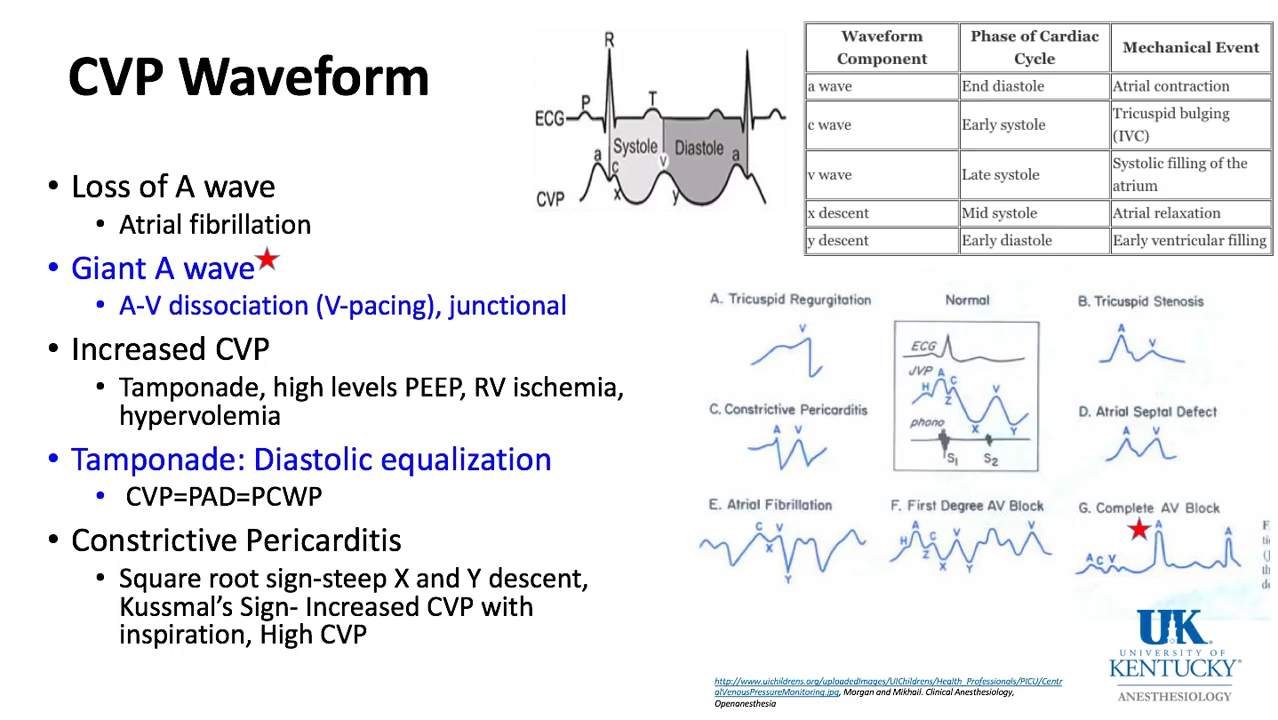 CVP Waveform
• Loss of A wave
• Atrial fibrillation
• Giant A wave
• A-V dissociation (V-pacing), junctional
• Increased CVP
• Tamponade, high levels PEEP, RV ischemia,
hypervolemia
• Tamponade: Diastolic equalization
• CVP=PAD=PCWP
• Constrictive Pericarditis
• Square root sign-steep X and Y descent,
Kussmal's Sign- Increased CVP with
inspiration, High CVP
R
P
T
ECG
Systole
Diastole
a
c
v
a
x
y
CVP
Waveform Component
Phase of Cardiac Cycle
Mechanical Event
a wave
End diastole
Atrial contraction
c wave
Early systole
Tricuspid bulging
(IVC)
v wave
Late systole
Systolic filling of the
atrium
x descent
Mid systole
Atrial relaxation
y descent
Early diastole
Early ventricular filling
A. Tricuspid Regurgitation
V
Normal
ECG
JVP
H
A
C
Z
X
V
Y
phono
S1
S2
B. Tricuspid Stenosis
A
V
C. Constrictive Pericarditis
A
V
D. Atrial Septal Defect
A
V
E. Atrial Fibrillation
C
V
X
Y
F. First Degree AV Block
H
A
C
Z
V
X
Y
V
G. Complete AV Block
A
C
V
A
A
UK
UNIVERSITY OF
KENTUCKY
ANESTHESIOLOGY
http://www.uichildrens.org/uploadedImages/UIChildrens/Health_Professionals/PICU/Centr
alVenousPressureMonitoring.jpg, Morgan and Mikhail. Clinical Anesthesiology,
Openanesthesia